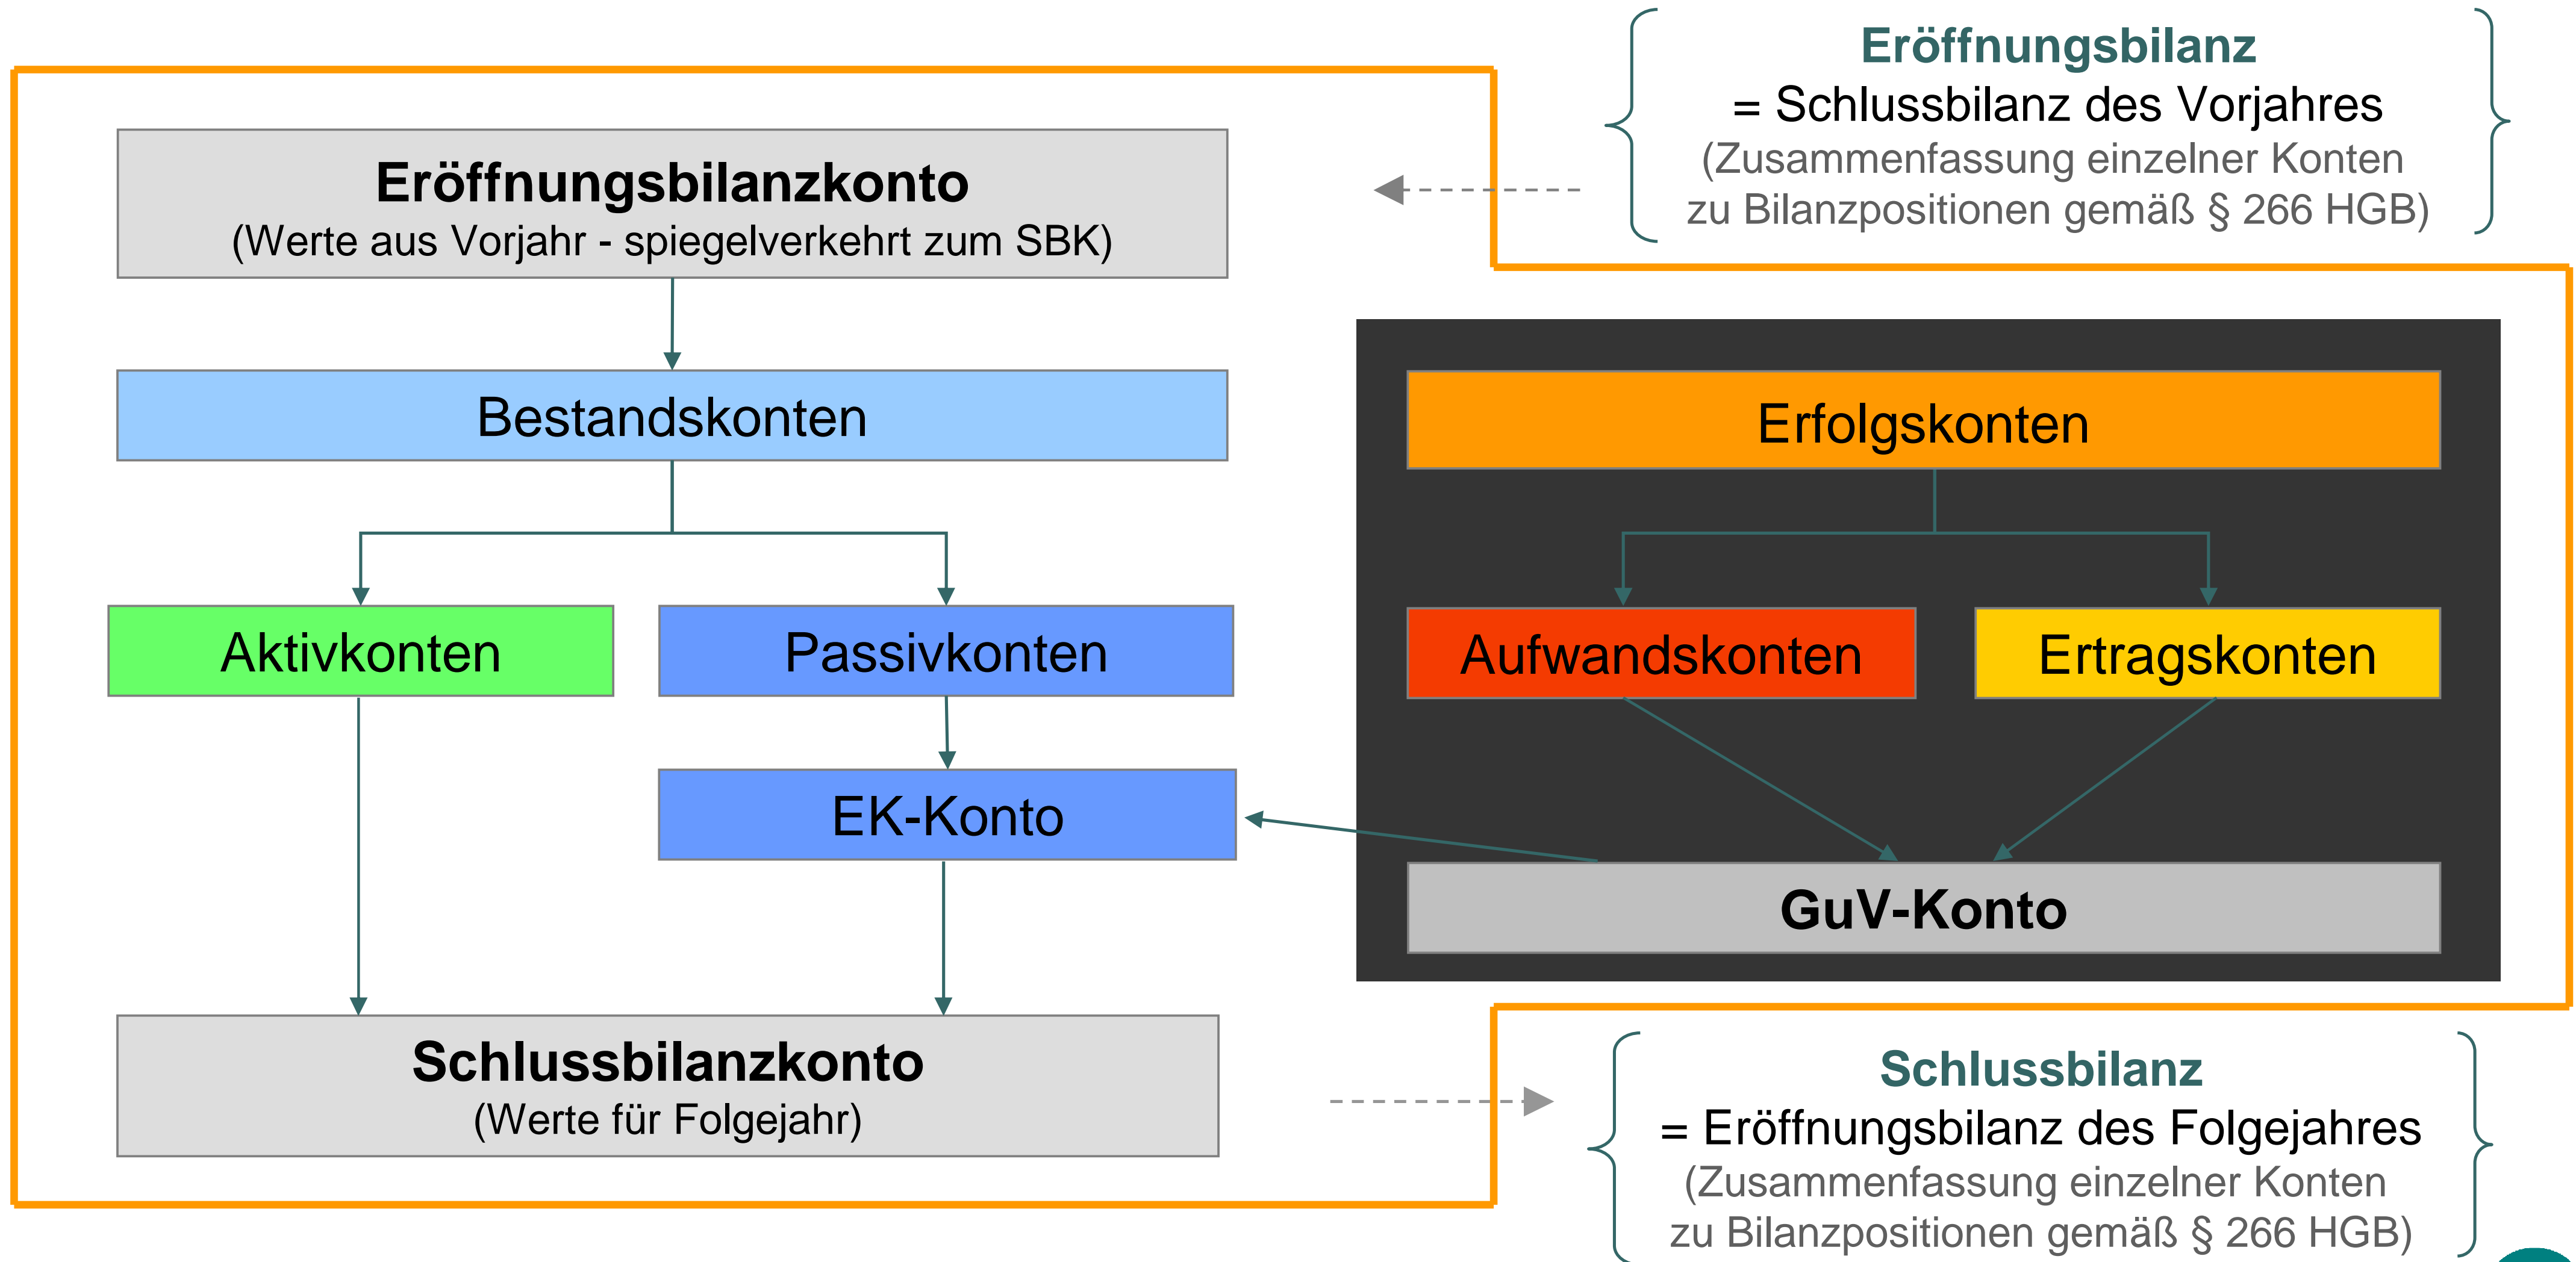 Eröffnungsbilanz
= Schlussbilanz des Vorjahres
(Zusammenfassung einzelner Konten
zu Bilanzpositionen gemäß § 266 HGB)
Eröffnungsbilanzkonto
(Werte aus Vorjahr - spiegelverkehrt zum SBK)
Bestandskonten
Erfolgskonten
Aktivkonten
Passivkonten
Aufwandskonten
Ertragskonten
EK-Konto
GuV-Konto
Schlussbilanzkonto
(Werte für Folgejahr)
Schlussbilanz
= Eröffnungsbilanz des Folgejahres
(Zusammenfassung einzelner Konten
zu Bilanzpositionen gemäß § 266 HGB)